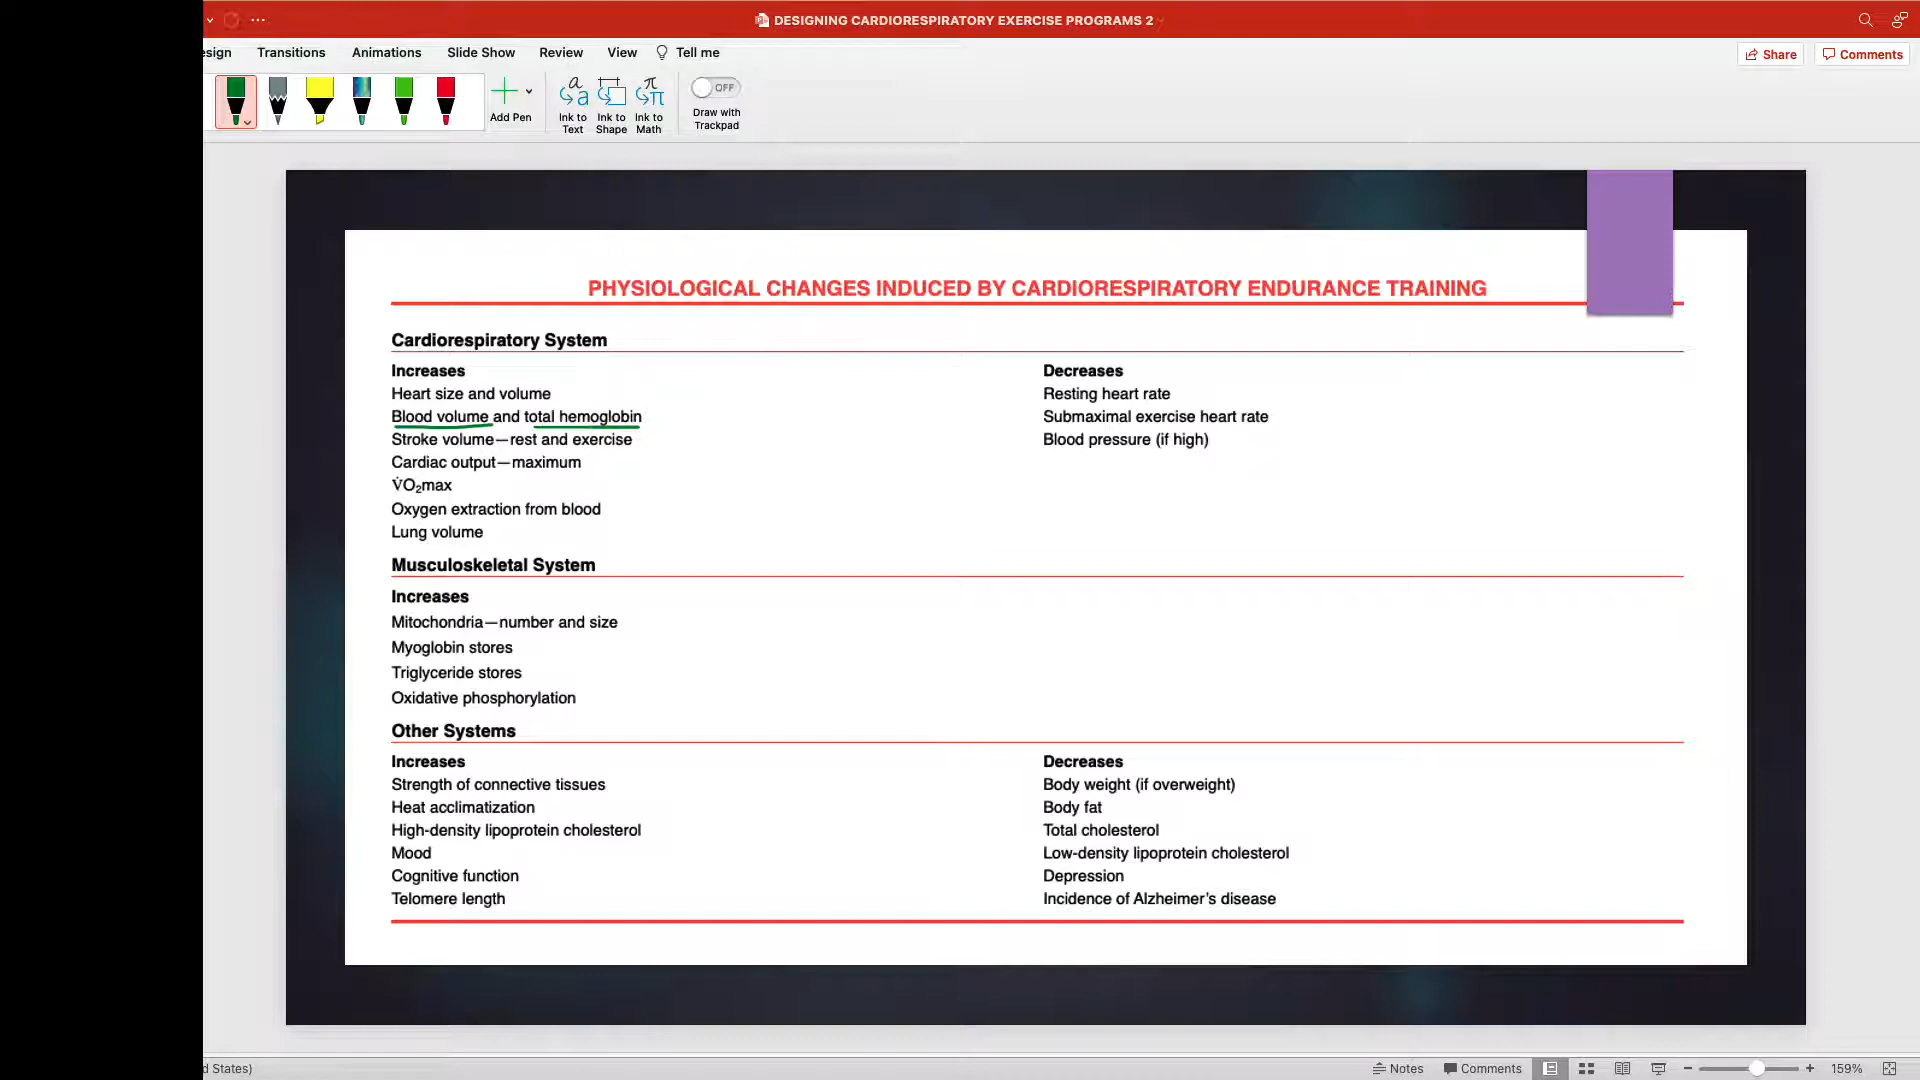 DESIGNING CARDIORESPIRATORY EXERCISE PROGRAMS 2
esign Transitions Animations Slide Show Review View Tell me Share Comments
Add Pen Ink to Text Ink to Shape Ink to Math OFF Draw with Trackpad
PHYSIOLOGICAL CHANGES INDUCED BY CARDIORESPIRATORY ENDURANCE TRAINING
Cardiorespiratory System
Increases
Heart size and volume
Blood volume and total hemoglobin
Stroke volume—rest and exercise
Cardiac output—maximum
V̇O₂max
Oxygen extraction from blood
Lung volume
Decreases
Resting heart rate
Submaximal exercise heart rate
Blood pressure (if high)
Musculoskeletal System
Increases
Mitochondria—number and size
Myoglobin stores
Triglyceride stores
Oxidative phosphorylation
Other Systems
Increases
Strength of connective tissues
Heat acclimatization
High-density lipoprotein cholesterol
Mood
Cognitive function
Telomere length
Decreases
Body weight (if overweight)
Body fat
Total cholesterol
Low-density lipoprotein cholesterol
Depression
Incidence of Alzheimer's disease
d States) Notes Comments 159%